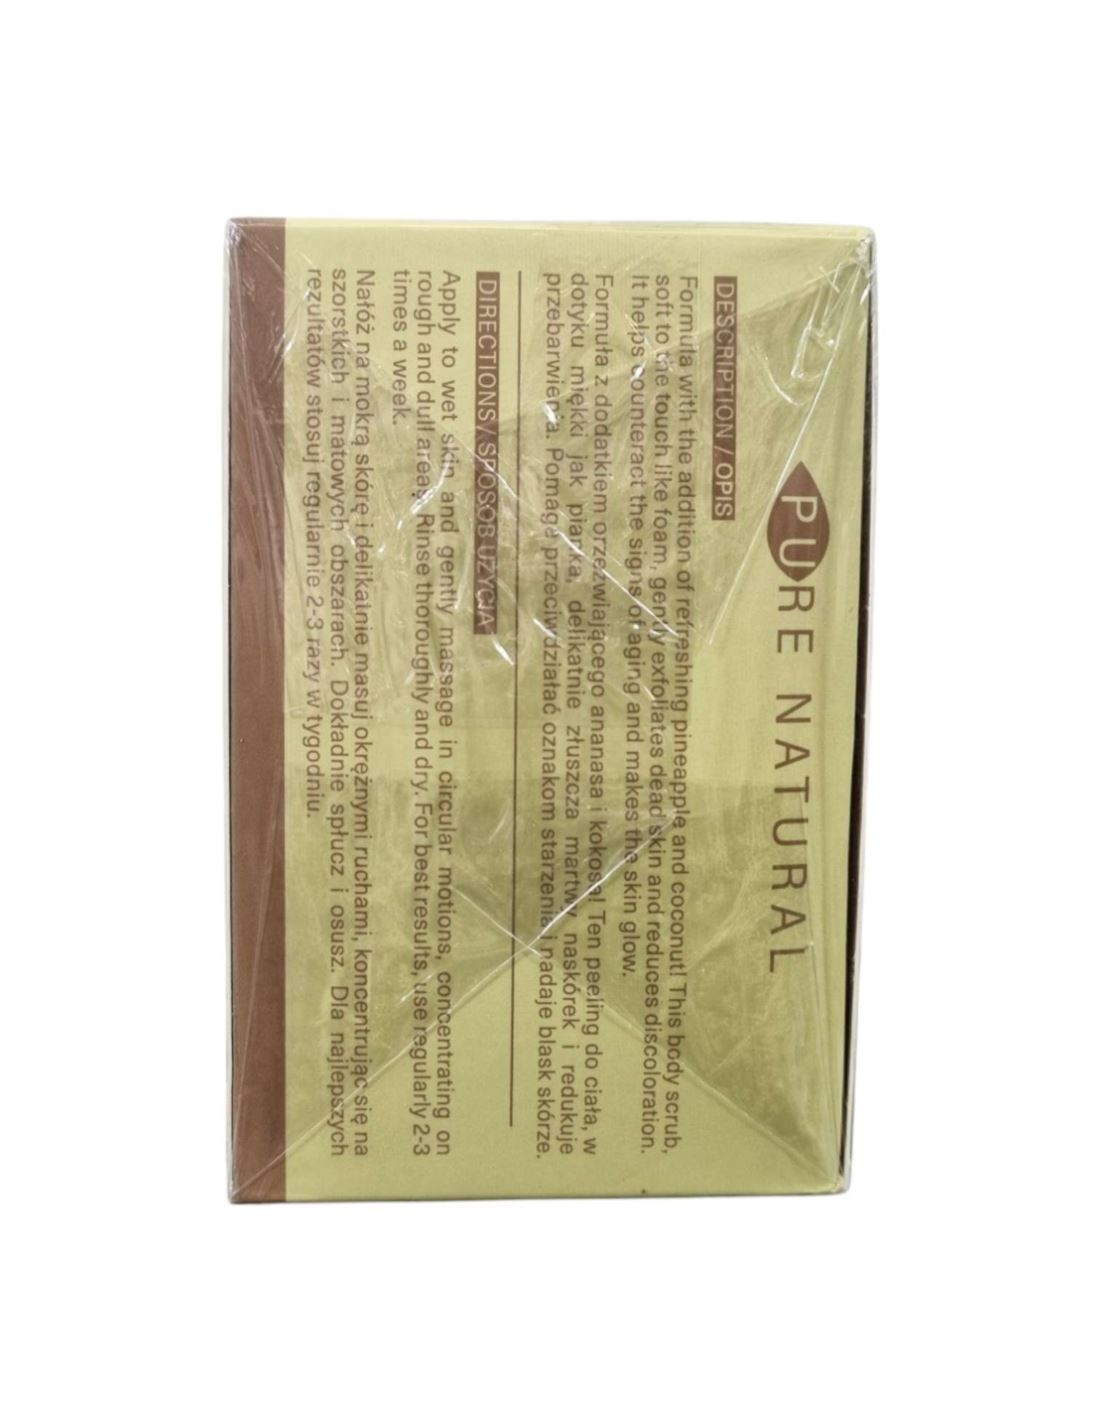 PURE NATURAL
DESCRIPTION / OPIS
Formula with the addition of refreshing pineapple and coconut! This body scrub,
soft to the touch like foam, gently exfoliates dead skin and reduces discoloration.
It helps counteract the signs of aging and makes the skin glow.
Formuła z dodatkiem orzeźwiającego ananasa i kokosa! Ten peeling do ciała, w
dotyku miękki jak pianka, delikatnie złuszcza martwy naskórek i redukuje
przebarwienia. Pomaga przeciwdziałać oznakom starzenia i nadaje blask skórze.
DIRECTIONS / SPOSÓB UŻYCIA
Apply to wet skin and gently massage in circular motions, concentrating on
rough and dull areas. Rinse thoroughly and dry. For best results, use regularly 2-3
times a week.
Nałóż na mokrą skórę i delikatnie masuj okrężnymi ruchami, koncentrując się na
szorstkich i matowych obszarach. Dokładnie spłucz i osusz. Dla najlepszych
rezultatów stosuj regularnie 2-3 razy w tygodniu.